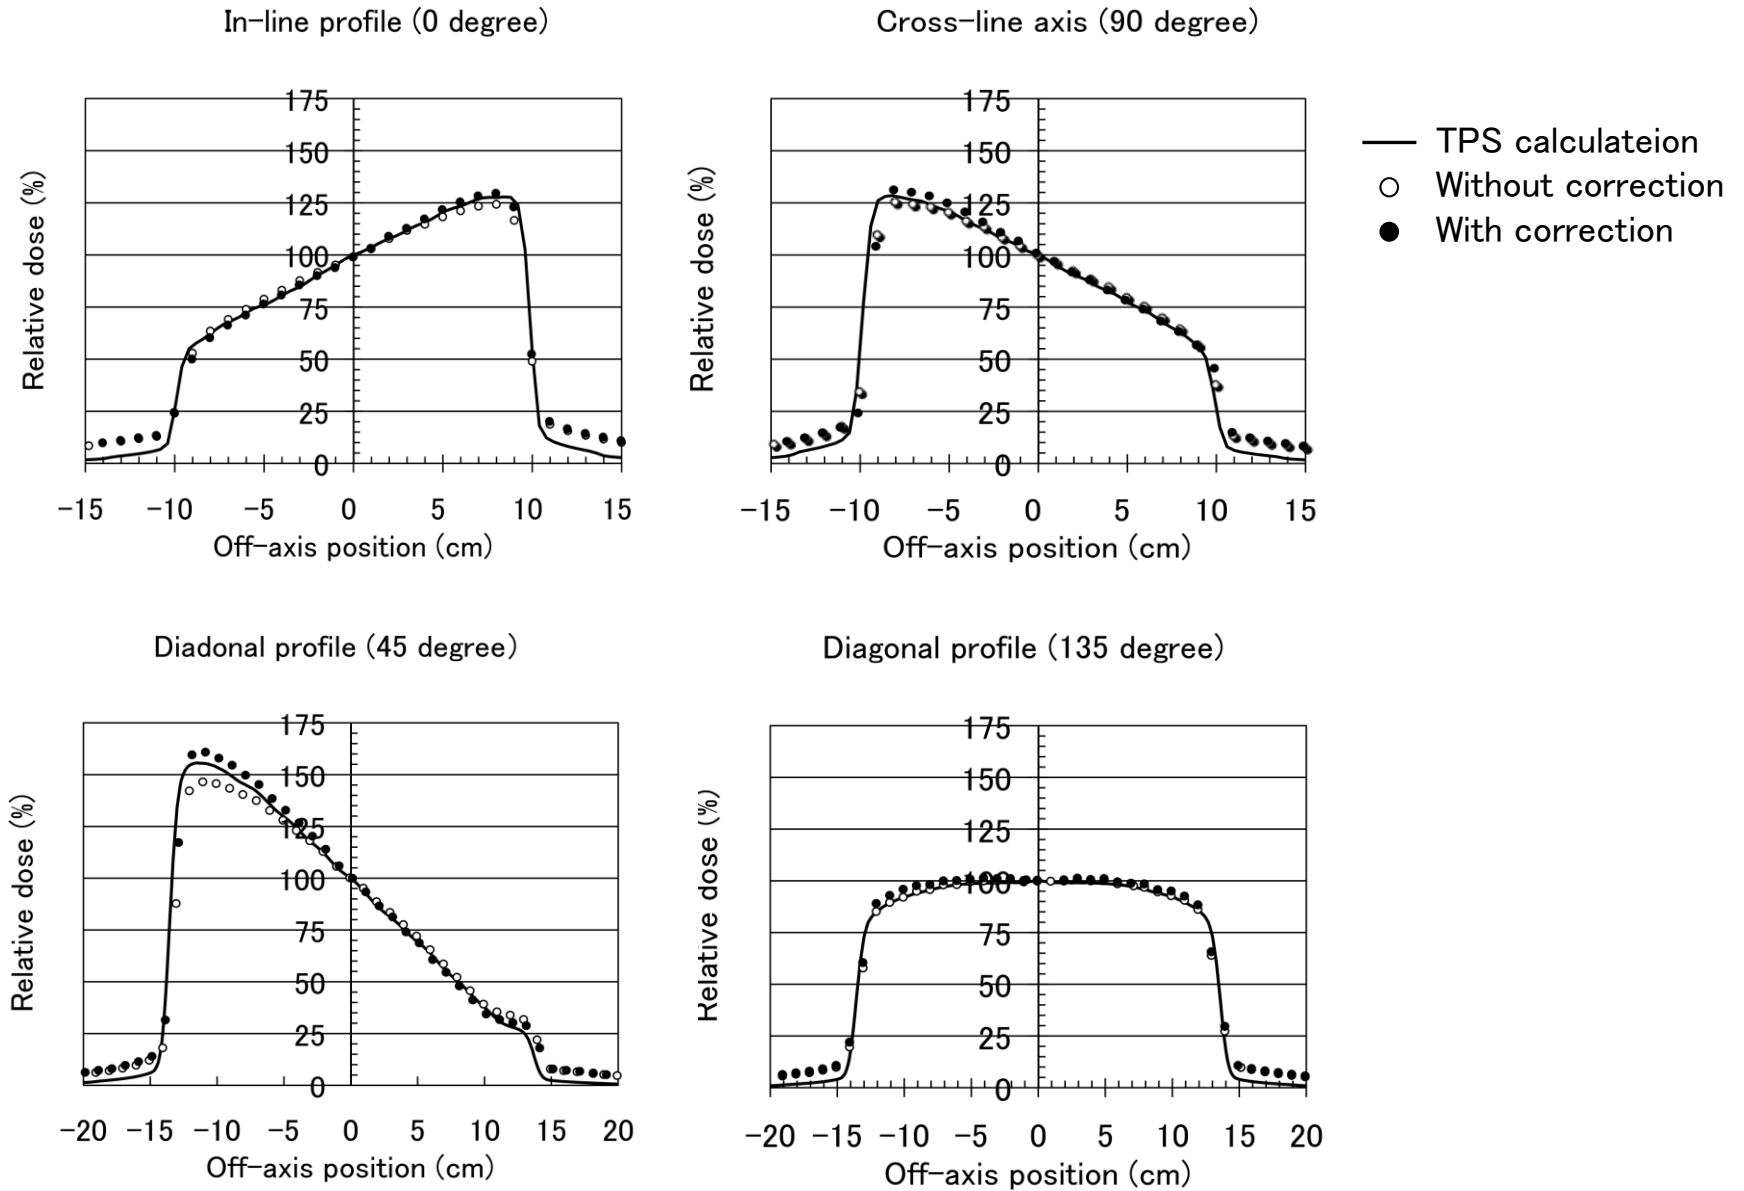 In-line profile (0 degree)
175
150
125
100
75
50
25
0
-15 -10 -5 0 5 10 15
Off-axis position (cm)
Relative dose (%)
Cross-line axis (90 degree)
175
150
125
100
75
50
25
0
-15 -10 -5 0 5 10 15
Off-axis position (cm)
Relative dose (%)
TPS calculateion
Without correction
With correction
Diadonal profile (45 degree)
175
150
125
100
75
50
25
0
-20 -15 -10 -5 0 5 10 15 20
Off-axis position (cm)
Relative dose (%)
Diagonal profile (135 degree)
175
150
125
100
75
50
25
0
-20 -15 -10 -5 0 5 10 15 20
Off-axis position (cm)
Relative dose (%)